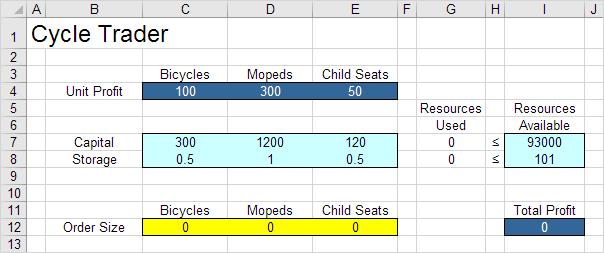 A B C D E F G H I J
1 Cycle Trader
2
3 Bicycles Mopeds Child Seats
4 Unit Profit 100 300 50
5 Resources Resources
6 Used Available
7 Capital 300 1200 120 0 ≤ 93000
8 Storage 0.5 1 0.5 0 ≤ 101
9
10
11 Bicycles Mopeds Child Seats Total Profit
12 Order Size 0 0 0 0
13